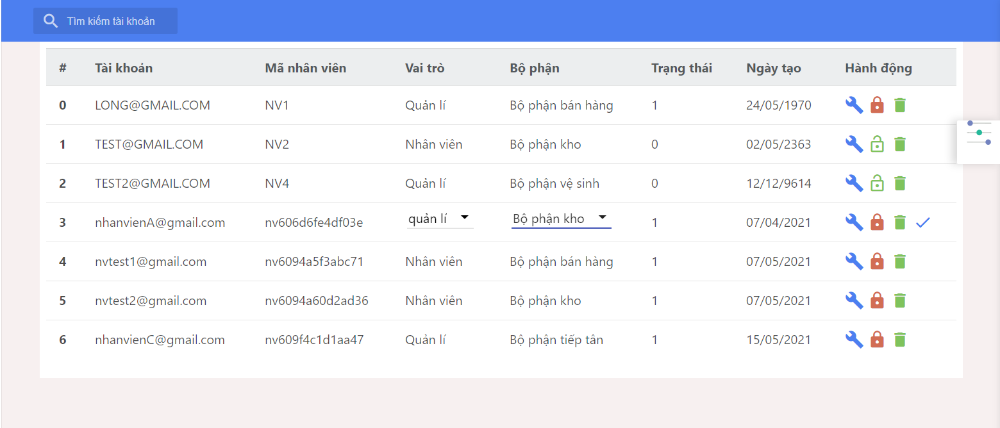 Tìm kiếm tài khoản
# Tài khoản Mã nhân viên Vai trò Bộ phận Trạng thái Ngày tạo Hành động
0 LONG@GMAIL.COM NV1 Quản lí Bộ phận bán hàng 1 24/05/1970
1 TEST@GMAIL.COM NV2 Nhân viên Bộ phận kho 0 02/05/2363
2 TEST2@GMAIL.COM NV4 Quản lí Bộ phận vệ sinh 0 12/12/9614
3 nhanvienA@gmail.com nv606d6fe4df03e quản lí Bộ phận kho 1 07/04/2021
4 nvtest1@gmail.com nv6094a5f3abc71 Nhân viên Bộ phận bán hàng 1 07/05/2021
5 nvtest2@gmail.com nv6094a60d2ad36 Nhân viên Bộ phận kho 1 07/05/2021
6 nhanvienC@gmail.com nv609f4c1d1aa47 Quản lí Bộ phận tiếp tân 1 15/05/2021